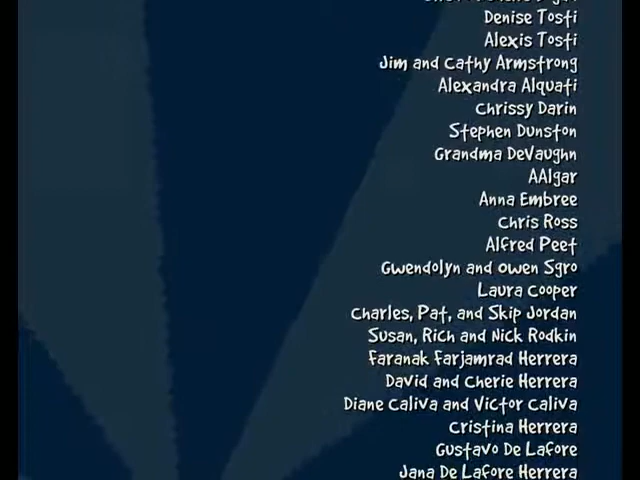 Denise Tosti
Alexis Tosti
Jim and Cathy Armstrong
Alexandra Alquati
Chrissy Darin
Stephen Dunston
Grandma DeVaughn
AAlgar
Anna Embree
Chris Ross
Alfred Peet
Gwendolyn and Owen Sgro
Laura Cooper
Charles, Pat, and Skip Jordan
Susan, Rich and Nick Rodkin
Faranak Farjamrad Herrera
David and Cherie Herrera
Diane Caliva and Victor Caliva
Cristina Herrera
Gustavo De Lafore
Jana De Lafore Herrera